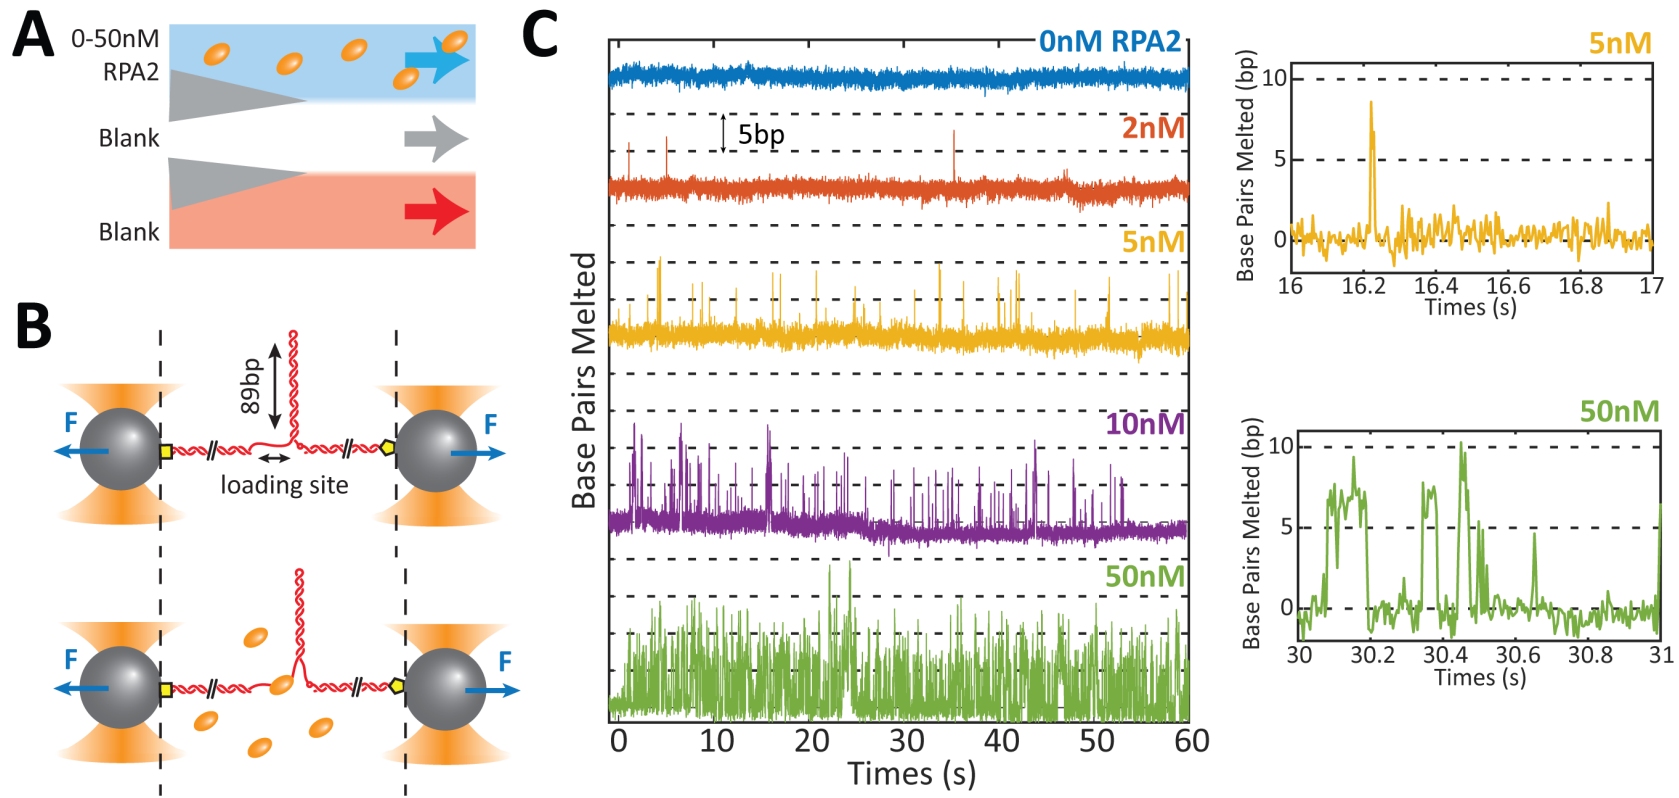 A
0-50nM
RPA2
Blank
Blank
B
89bp
F
F
loading site
F
F
C
0nM RPA2
5bp
2nM
5nM
10nM
50nM
Base Pairs Melted
0 10 20 30 40 50 60
Times (s)
5nM
Base Pairs Melted (bp)
10
5
0
16 16.2 16.4 16.6 16.8 17
Times (s)
50nM
Base Pairs Melted (bp)
10
5
0
30 30.2 30.4 30.6 30.8 31
Times (s)